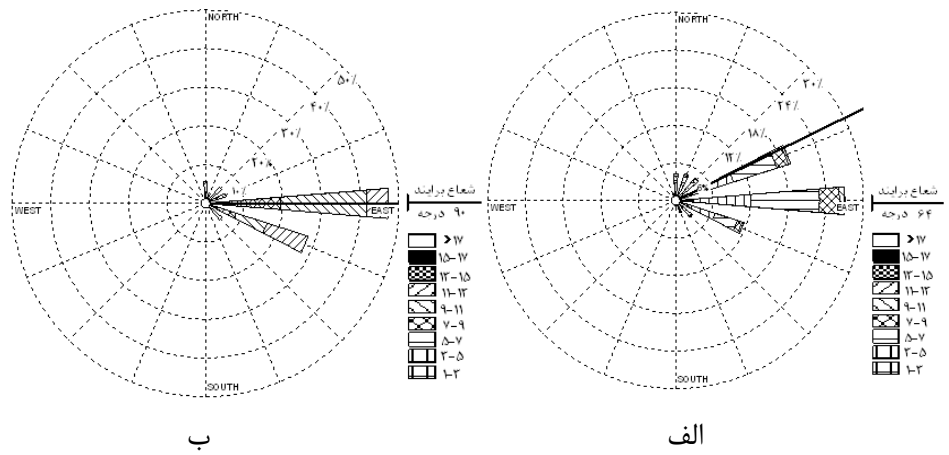 NORTH
۵۰٪
۴۰٪
۳۰٪
۲۰٪
۱۰٪
WEST
EAST
SOUTH
شعاع برایند
۹۰ درجه
>۱۷
۱۵-۱۷
۱۳-۱۵
۱۱-۱۳
۹-۱۱
۷-۹
۵-۷
۳-۵
۱-۳
ب
NORTH
۳۰٪
۲۴٪
۱۸٪
۱۲٪
WEST
EAST
SOUTH
شعاع برایند
۶۴ درجه
>۱۷
۱۵-۱۷
۱۳-۱۵
۱۱-۱۳
۹-۱۱
۷-۹
۵-۷
۳-۵
۱-۳
الف